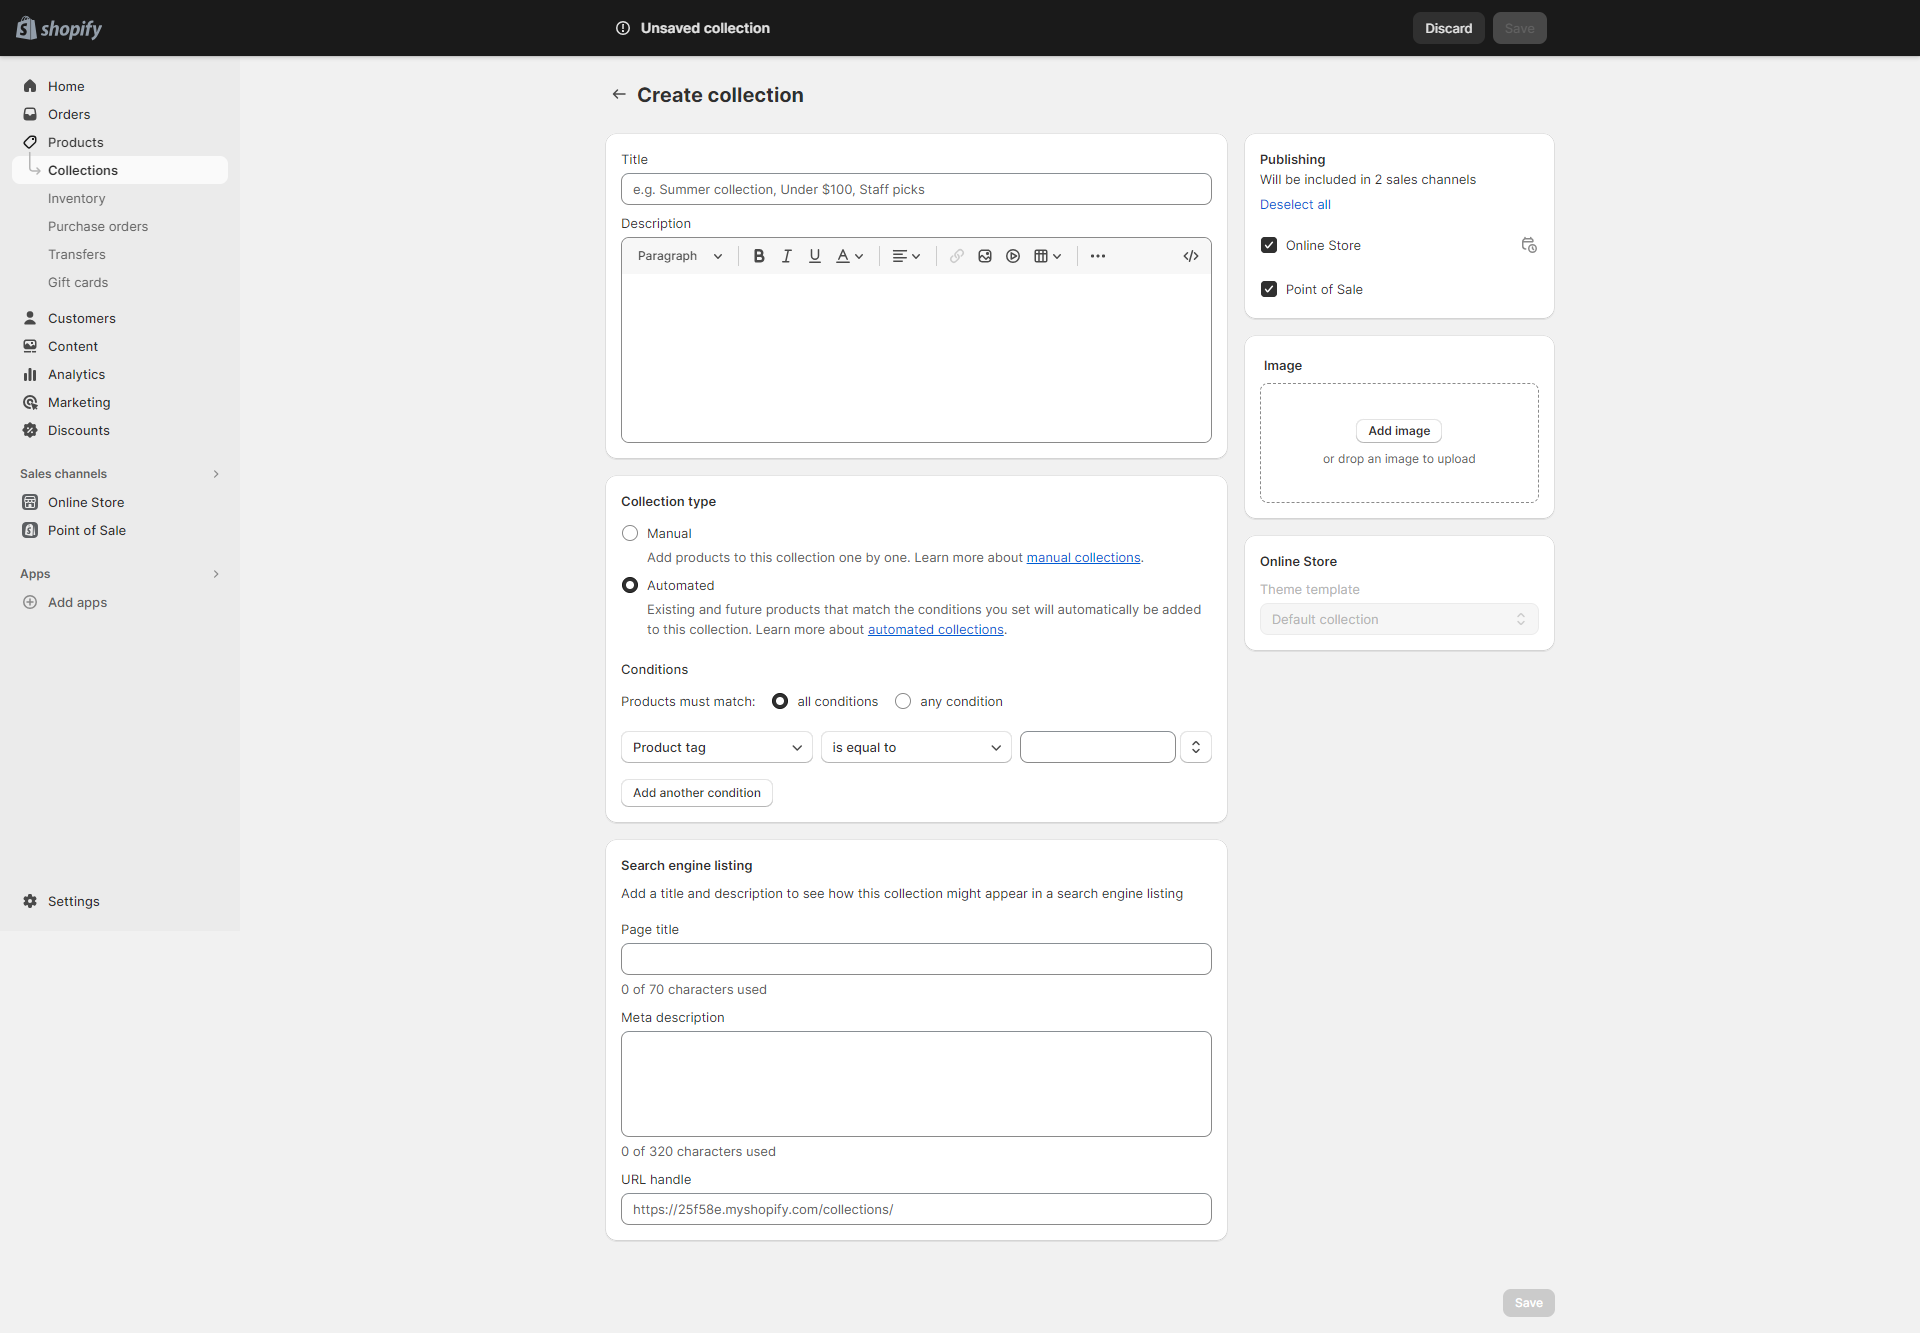 shopify
Unsaved collection
Discard
Save
Home
Orders
Products
Collections
Inventory
Purchase orders
Transfers
Gift cards
Customers
Content
Analytics
Marketing
Discounts
Sales channels
Online Store
Point of Sale
Apps
Add apps
Settings
Create collection
Title
e.g. Summer collection, Under $100, Staff picks
Description
Paragraph
B I U A
Collection type
Manual
Add products to this collection one by one. Learn more about manual collections.
Automated
Existing and future products that match the conditions you set will automatically be added
to this collection. Learn more about automated collections.
Conditions
Products must match: all conditions any condition
Product tag
is equal to
Add another condition
Search engine listing
Add a title and description to see how this collection might appear in a search engine listing
Page title
0 of 70 characters used
Meta description
0 of 320 characters used
URL handle
https://25f58e.myshopify.com/collections/
Publishing
Will be included in 2 sales channels
Deselect all
Online Store
Point of Sale
Image
Add image
or drop an image to upload
Online Store
Theme template
Default collection
Save